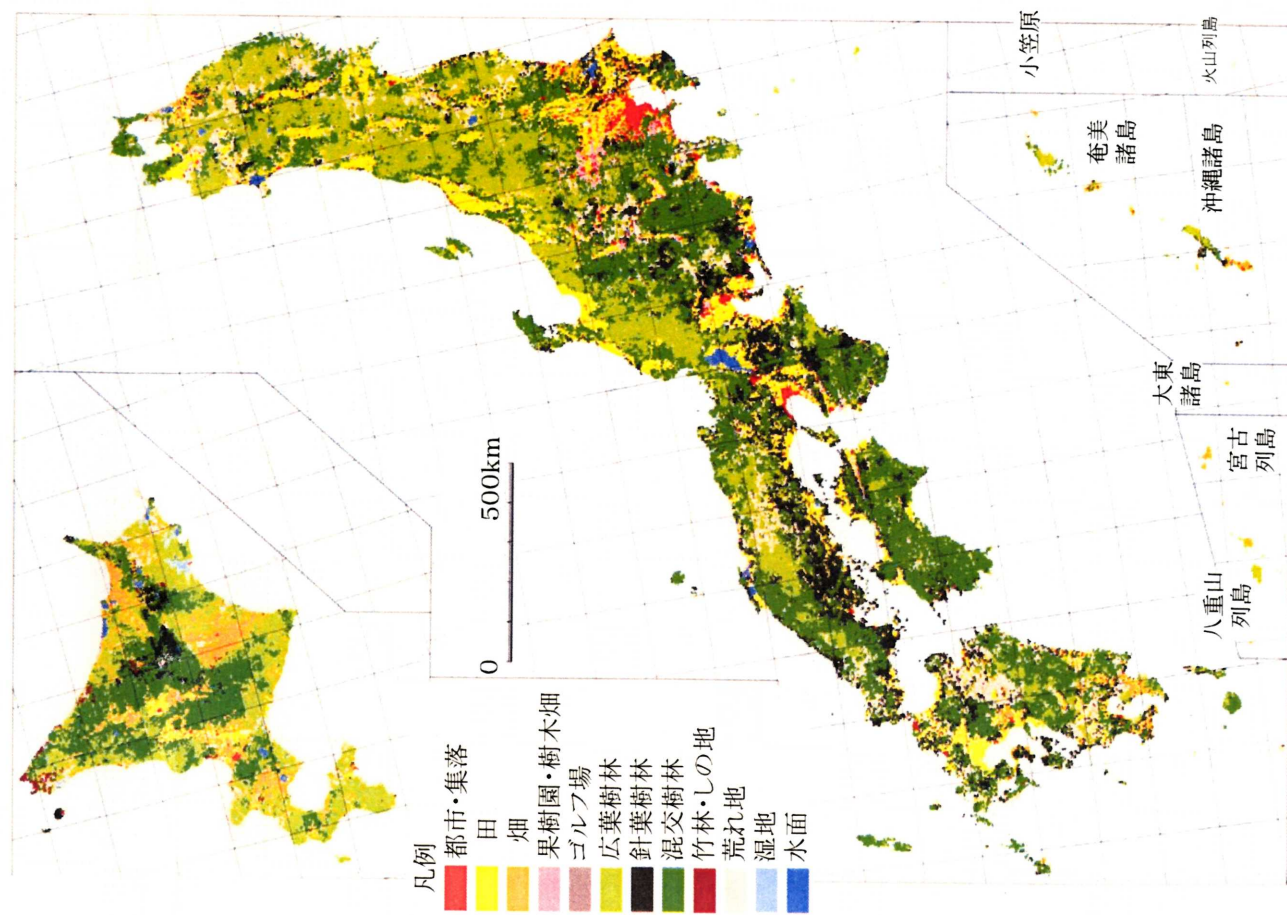 凡例
都市・集落
田
畑
果樹園・樹木畑
ゴルフ場
広葉樹林
針葉樹林
混交樹林
竹林・しの地
荒れ地
湿地
水面
0 500km
八重山
列島
宮古
列島
大東
諸島
沖縄諸島
奄美
諸島
小笠原
火山列島